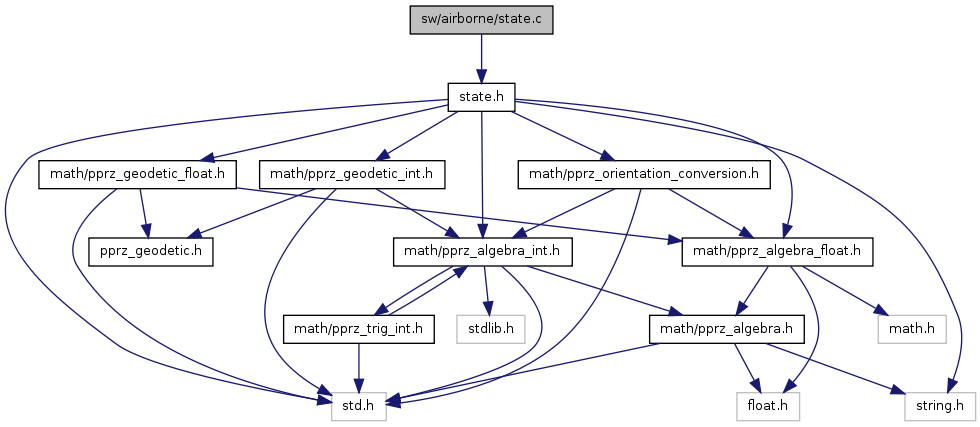 sw/airborne/state.c
state.h
math/pprz_geodetic_float.h
math/pprz_geodetic_int.h
math/pprz_orientation_conversion.h
pprz_geodetic.h
math/pprz_algebra_int.h
math/pprz_algebra_float.h
math/pprz_trig_int.h
stdlib.h
math/pprz_algebra.h
math.h
std.h
float.h
string.h